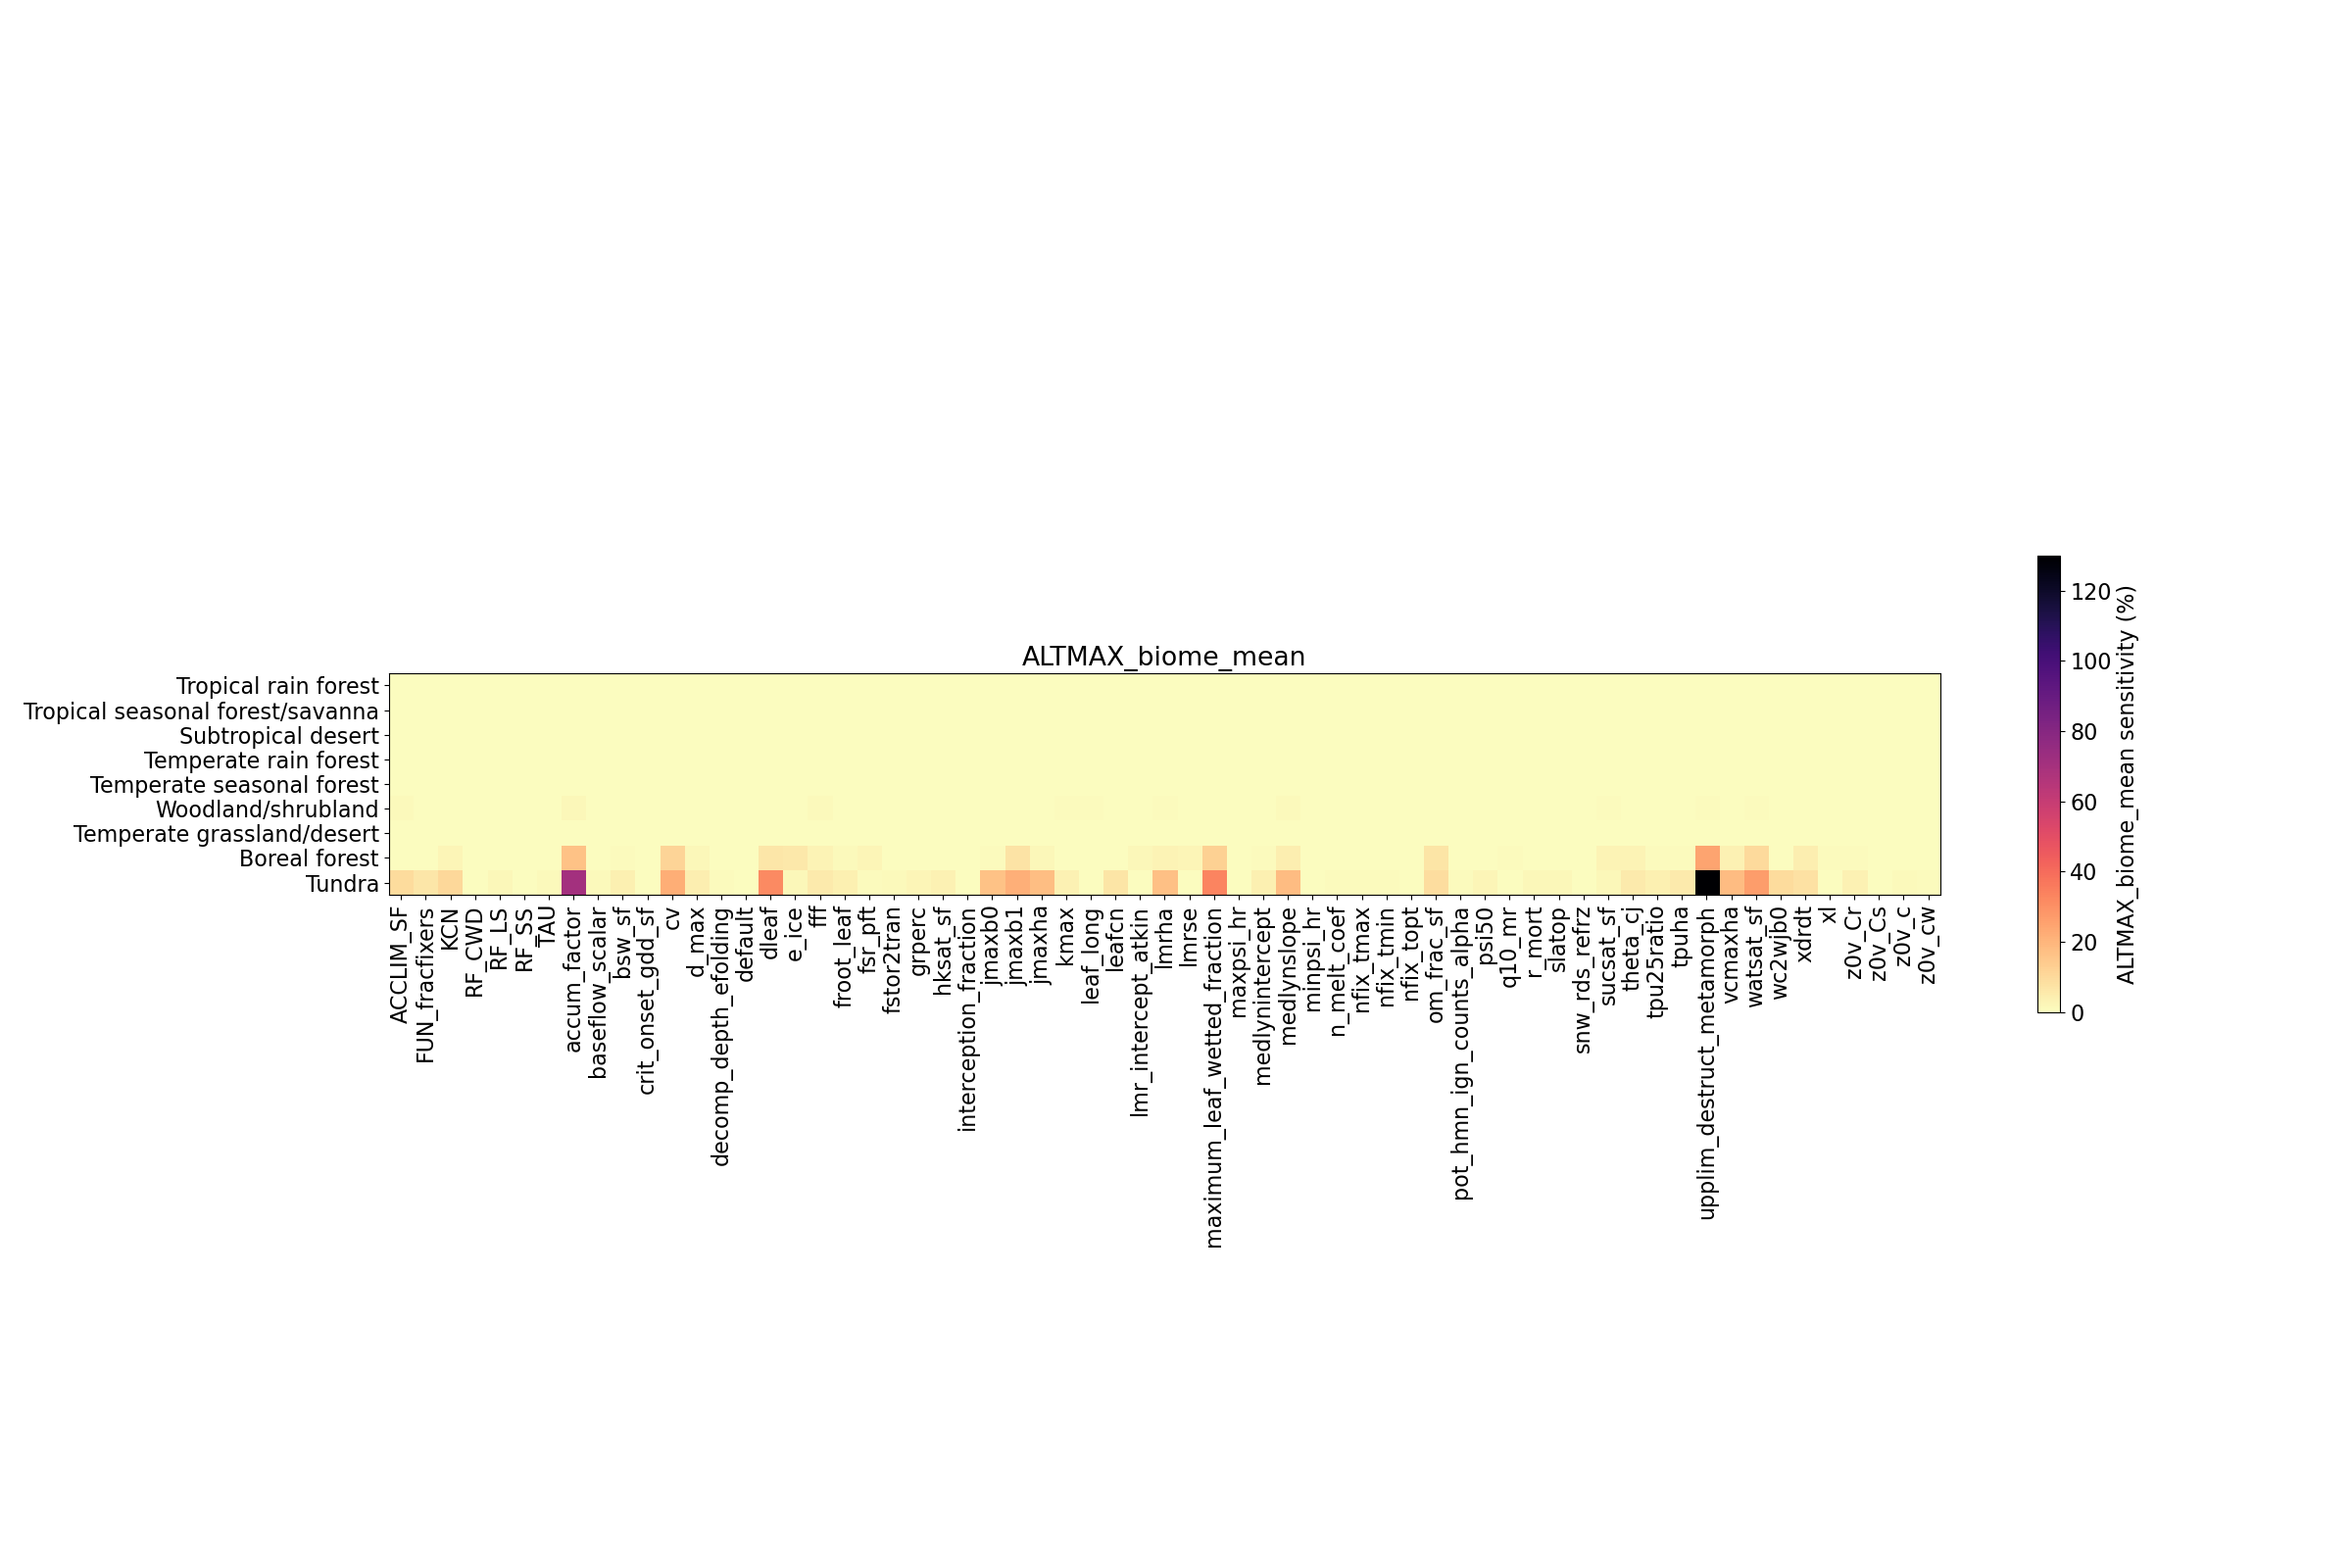 ALTMAX_biome_mean
Tropical rain forest
Tropical seasonal forest/savanna
Subtropical desert
Temperate rain forest
Temperate seasonal forest
Woodland/shrubland
Temperate grassland/desert
Boreal forest
Tundra
ACCLIM_SF
FUN_fracfixers
KCN
RF_CWD
RF_LS
RF_SS
TAU
accum_factor
baseflow_scalar
bsw_sf
crit_onset_gdd_sf
cv
d_max
decomp_depth_efolding
default
dleaf
e_ice
fff
froot_leaf
fsr_pft
fstor2tran
grperc
hksat_sf
interception_fraction
jmaxb0
jmaxb1
jmaxha
kmax
leaf_long
leafcn
lmr_intercept_atkin
lmrha
lmrse
maximum_leaf_wetted_fraction
maxpsi_hr
medlynintercept
medlynslope
minpsi_hr
n_melt_coef
nfix_tmax
nfix_tmin
nfix_topt
om_frac_sf
pot_hmn_ign_counts_alpha
psi50
q10_mr
r_mort
slatop
snw_rds_refrz
sucsat_sf
theta_cj
tpu25ratio
tpuha
upplim_destruct_metamorph
vcmaxha
watsat_sf
wc2wjb0
xdrdt
xl
z0v_Cr
z0v_Cs
z0v_c
z0v_cw
120
100
80
60
40
20
0
ALTMAX_biome_mean sensitivity (%)